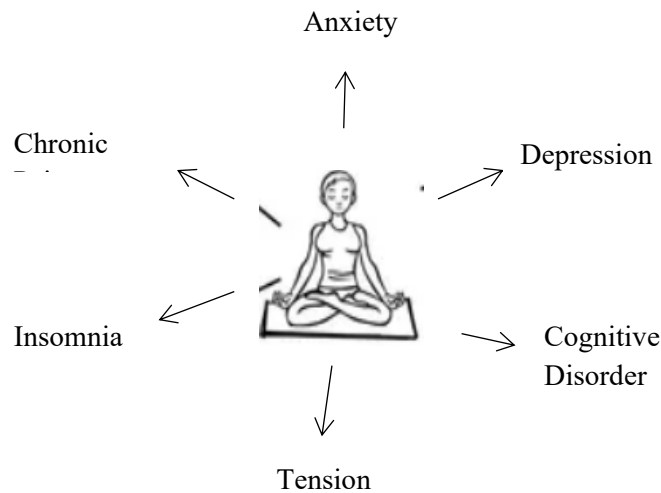 Anxiety
Chronic
Depression
Insomnia
Cognitive
Disorder
Tension